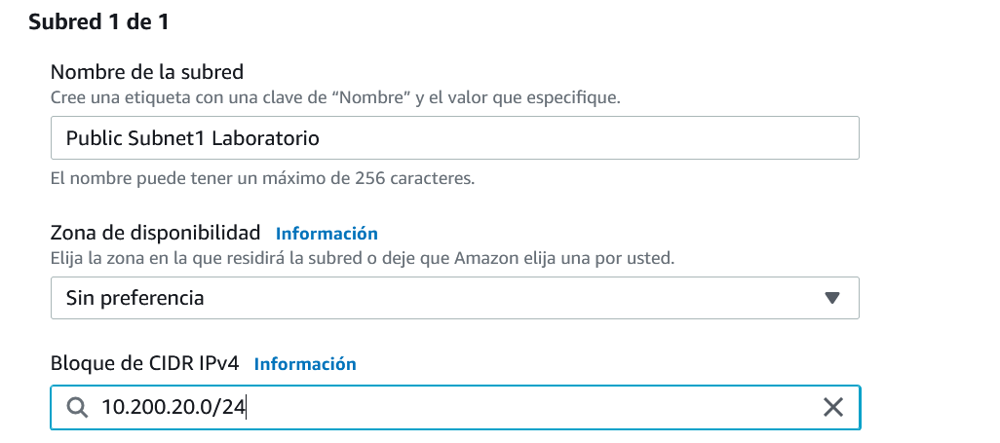 Subred 1 de 1
Nombre de la subred
Cree una etiqueta con una clave de “Nombre” y el valor que especifique.
Public Subnet1 Laboratorio
El nombre puede tener un máximo de 256 caracteres.
Zona de disponibilidad Información
Elija la zona en la que residirá la subred o deje que Amazon elija una por usted.
Sin preferencia
Bloque de CIDR IPv4 Información
10.200.20.0/24